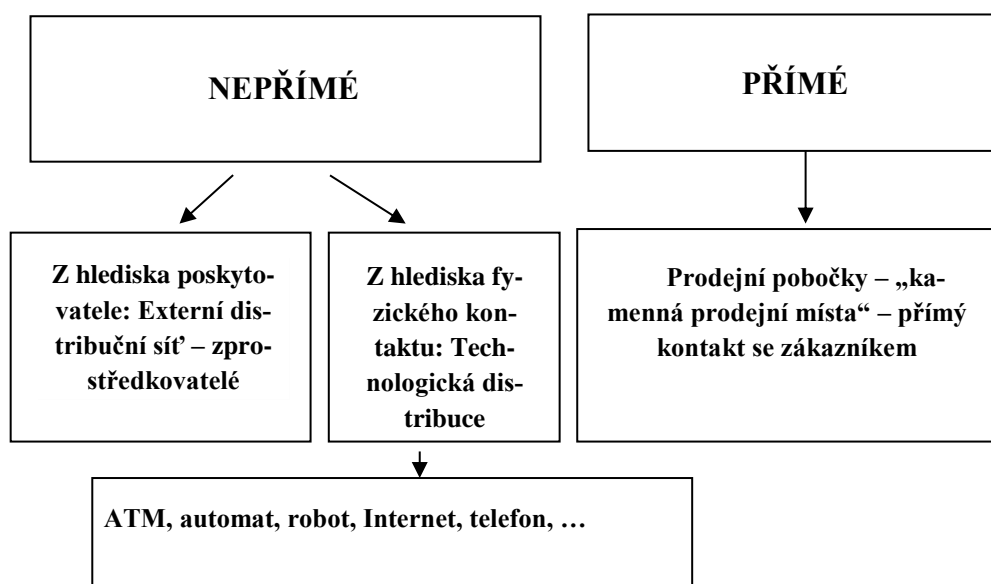 NEPŘÍMÉ
PŘÍMÉ
Z hlediska poskyto-
vatele: Externí dis-
tribuční síť – zpro-
středkovatelé
Z hlediska fy-
zického kon-
taktu: Tech-
nologická dis-
tribuce
Prodejní pobočky – „ka-
menná prodejní místa“ – přímý
kontakt se zákazníkem
ATM, automat, robot, Internet, telefon, …